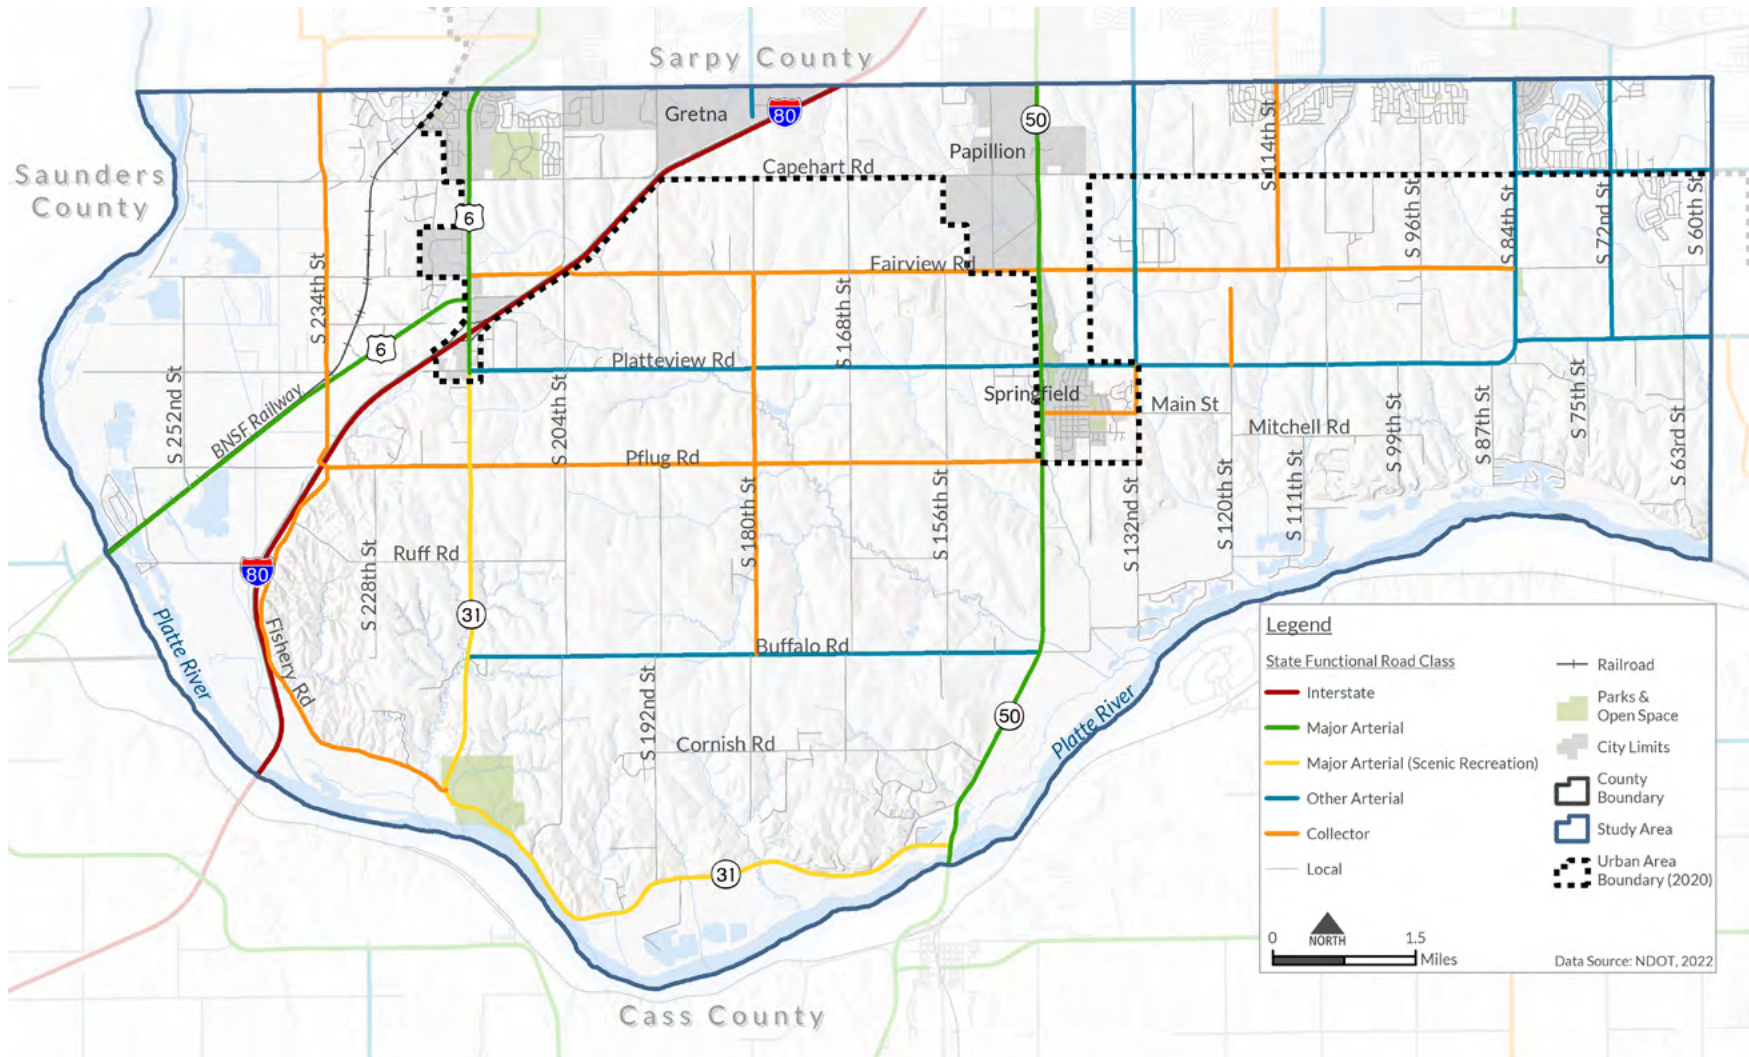 Sarpy County
Gretna
80
50
Papillion
Capehart Rd
S 114th St
Saunders
County
6
S 96th St
S 84th St
S 72nd St
S 60th St
S 234th St
Fairview Rd
S 168th St
6
Platteview Rd
S 252nd St
BNSF Railway
S 204th St
Springfield
Main St
Mitchell Rd
S 99th St
S 87th St
S 75th St
S 63rd St
Pflug Rd
S 180th St
S 156th St
S 132nd St
S 120th St
S 111th St
Ruff Rd
S 228th St
80
31
Platte River
Fishery Rd
Buffalo Rd
S 192nd St
Cornish Rd
50
Platte River
31
Cass County
Legend
State Functional Road Class
Interstate
Major Arterial
Major Arterial (Scenic Recreation)
Other Arterial
Collector
Local
Railroad
Parks &
Open Space
City Limits
County
Boundary
Study Area
Urban Area
Boundary (2020)
0
NORTH
1.5
Miles
Data Source: NDOT, 2022